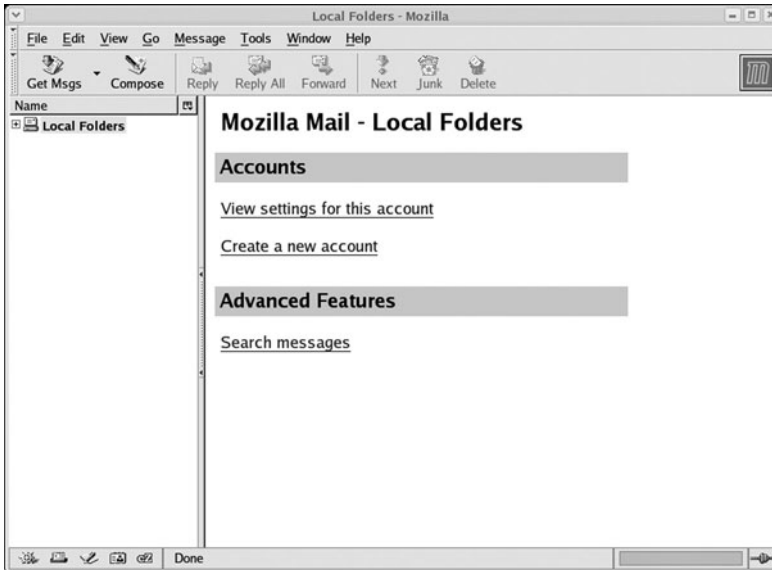 Local Folders - Mozilla
File Edit View Go Message Tools Window Help
Get Msgs Compose Reply Reply All Forward Next Junk Delete
Name
Local Folders
Mozilla Mail - Local Folders
Accounts
View settings for this account
Create a new account
Advanced Features
Search messages
Done